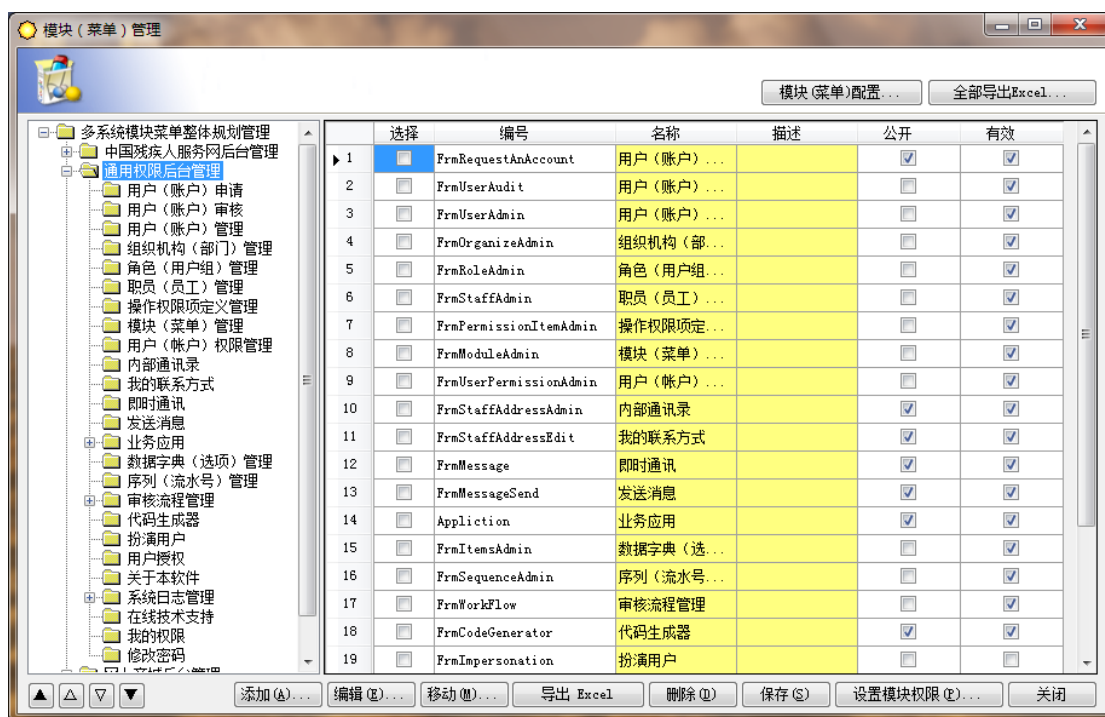 模块（菜单）管理
模块(菜单)配置... 全部导出Excel...
多系统模块菜单整体规划管理
中国残疾人服务网后台管理
通用权限后台管理
用户（账户）申请
用户（账户）审核
用户（账户）管理
组织机构（部门）管理
角色（用户组）管理
职员（员工）管理
操作权限项定义管理
模块（菜单）管理
用户（帐户）权限管理
内部通讯录
我的联系方式
即时通讯
发送消息
业务应用
数据字典（选项）管理
序列（流水号）管理
审核流程管理
代码生成器
扮演用户
用户授权
关于本软件
系统日志管理
在线技术支持
我的权限
修改密码
选择 编号 名称 描述 公开 有效
1 FrmRequestAnAccount 用户（账户）...
2 FrmUserAudit 用户（账户）...
3 FrmUserAdmin 用户（账户）...
4 FrmOrganizeAdmin 组织机构（部...
5 FrmRoleAdmin 角色（用户组...
6 FrmStaffAdmin 职员（员工）...
7 FrmPermissionItemAdmin 操作权限项定...
8 FrmModuleAdmin 模块（菜单）...
9 FrmUserPermissionAdmin 用户（帐户）...
10 FrmStaffAddressAdmin 内部通讯录
11 FrmStaffAddressEdit 我的联系方式
12 FrmMessage 即时通讯
13 FrmMessageSend 发送消息
14 Appliction 业务应用
15 FrmItemsAdmin 数据字典（选...
16 FrmSequenceAdmin 序列（流水号...
17 FrmWorkFlow 审核流程管理
18 FrmCodeGenerator 代码生成器
19 FrmImpersonation 扮演用户
添加(A)... 编辑(E)... 移动(M)... 导出 Excel 删除(D) 保存(S) 设置模块权限(P)... 关闭